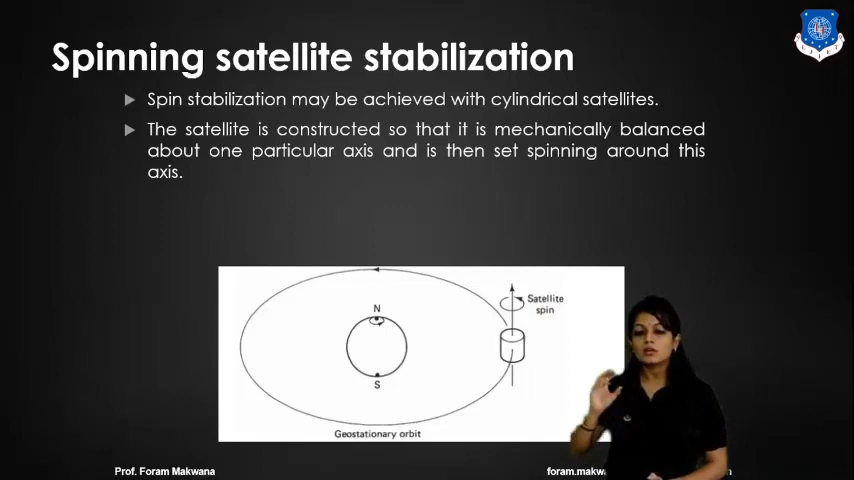 Spinning satellite stabilization
Spin stabilization may be achieved with cylindrical satellites.
The satellite is constructed so that it is mechanically balanced
about one particular axis and is then set spinning around this
axis.
N
Satellite
spin
S
Geostationary orbit
Prof. Foram Makwana